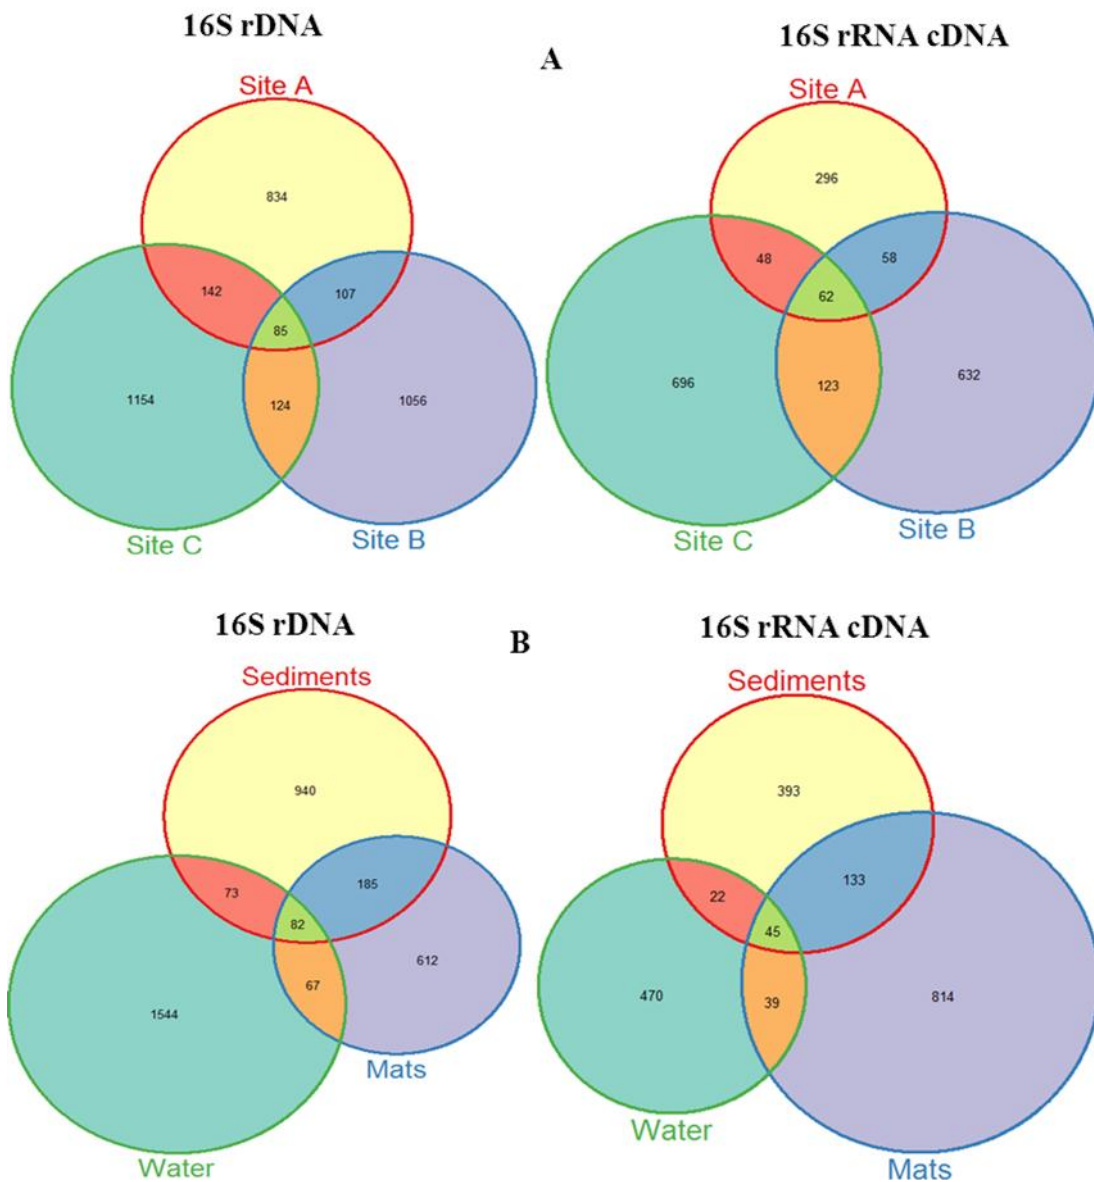 16S rDNA
16S rRNA cDNA
A
Site A
Site A
834
296
142
107
48
58
85
62
1154
124
1056
696
123
632
Site C
Site B
Site C
Site B
16S rDNA
16S rRNA cDNA
B
Sediments
Sediments
940
393
73
185
22
133
82
45
67
612
1544
470
39
814
Mats
Water
Water
Mats